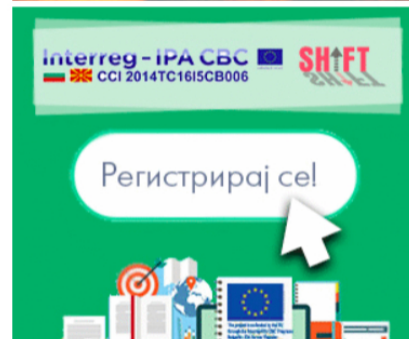 Interreg - IPA CBC SHIFT
CCI 2014TC16I5CB006
Регистрирај се!